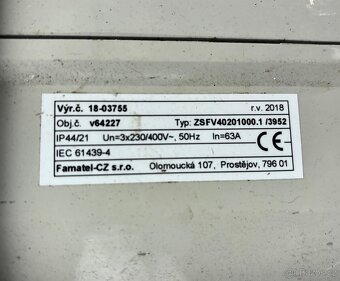 Výr.č. 18-03755 r.v. 2018
Obj.č. v64227 Typ: ZSFV40201000.1 /3952
IP44/21 Un=3x230/400V~, 50Hz In=63A CE
IEC 61439-4
Famatel-CZ s.r.o. Olomoucká 107, Prostějov, 796 01